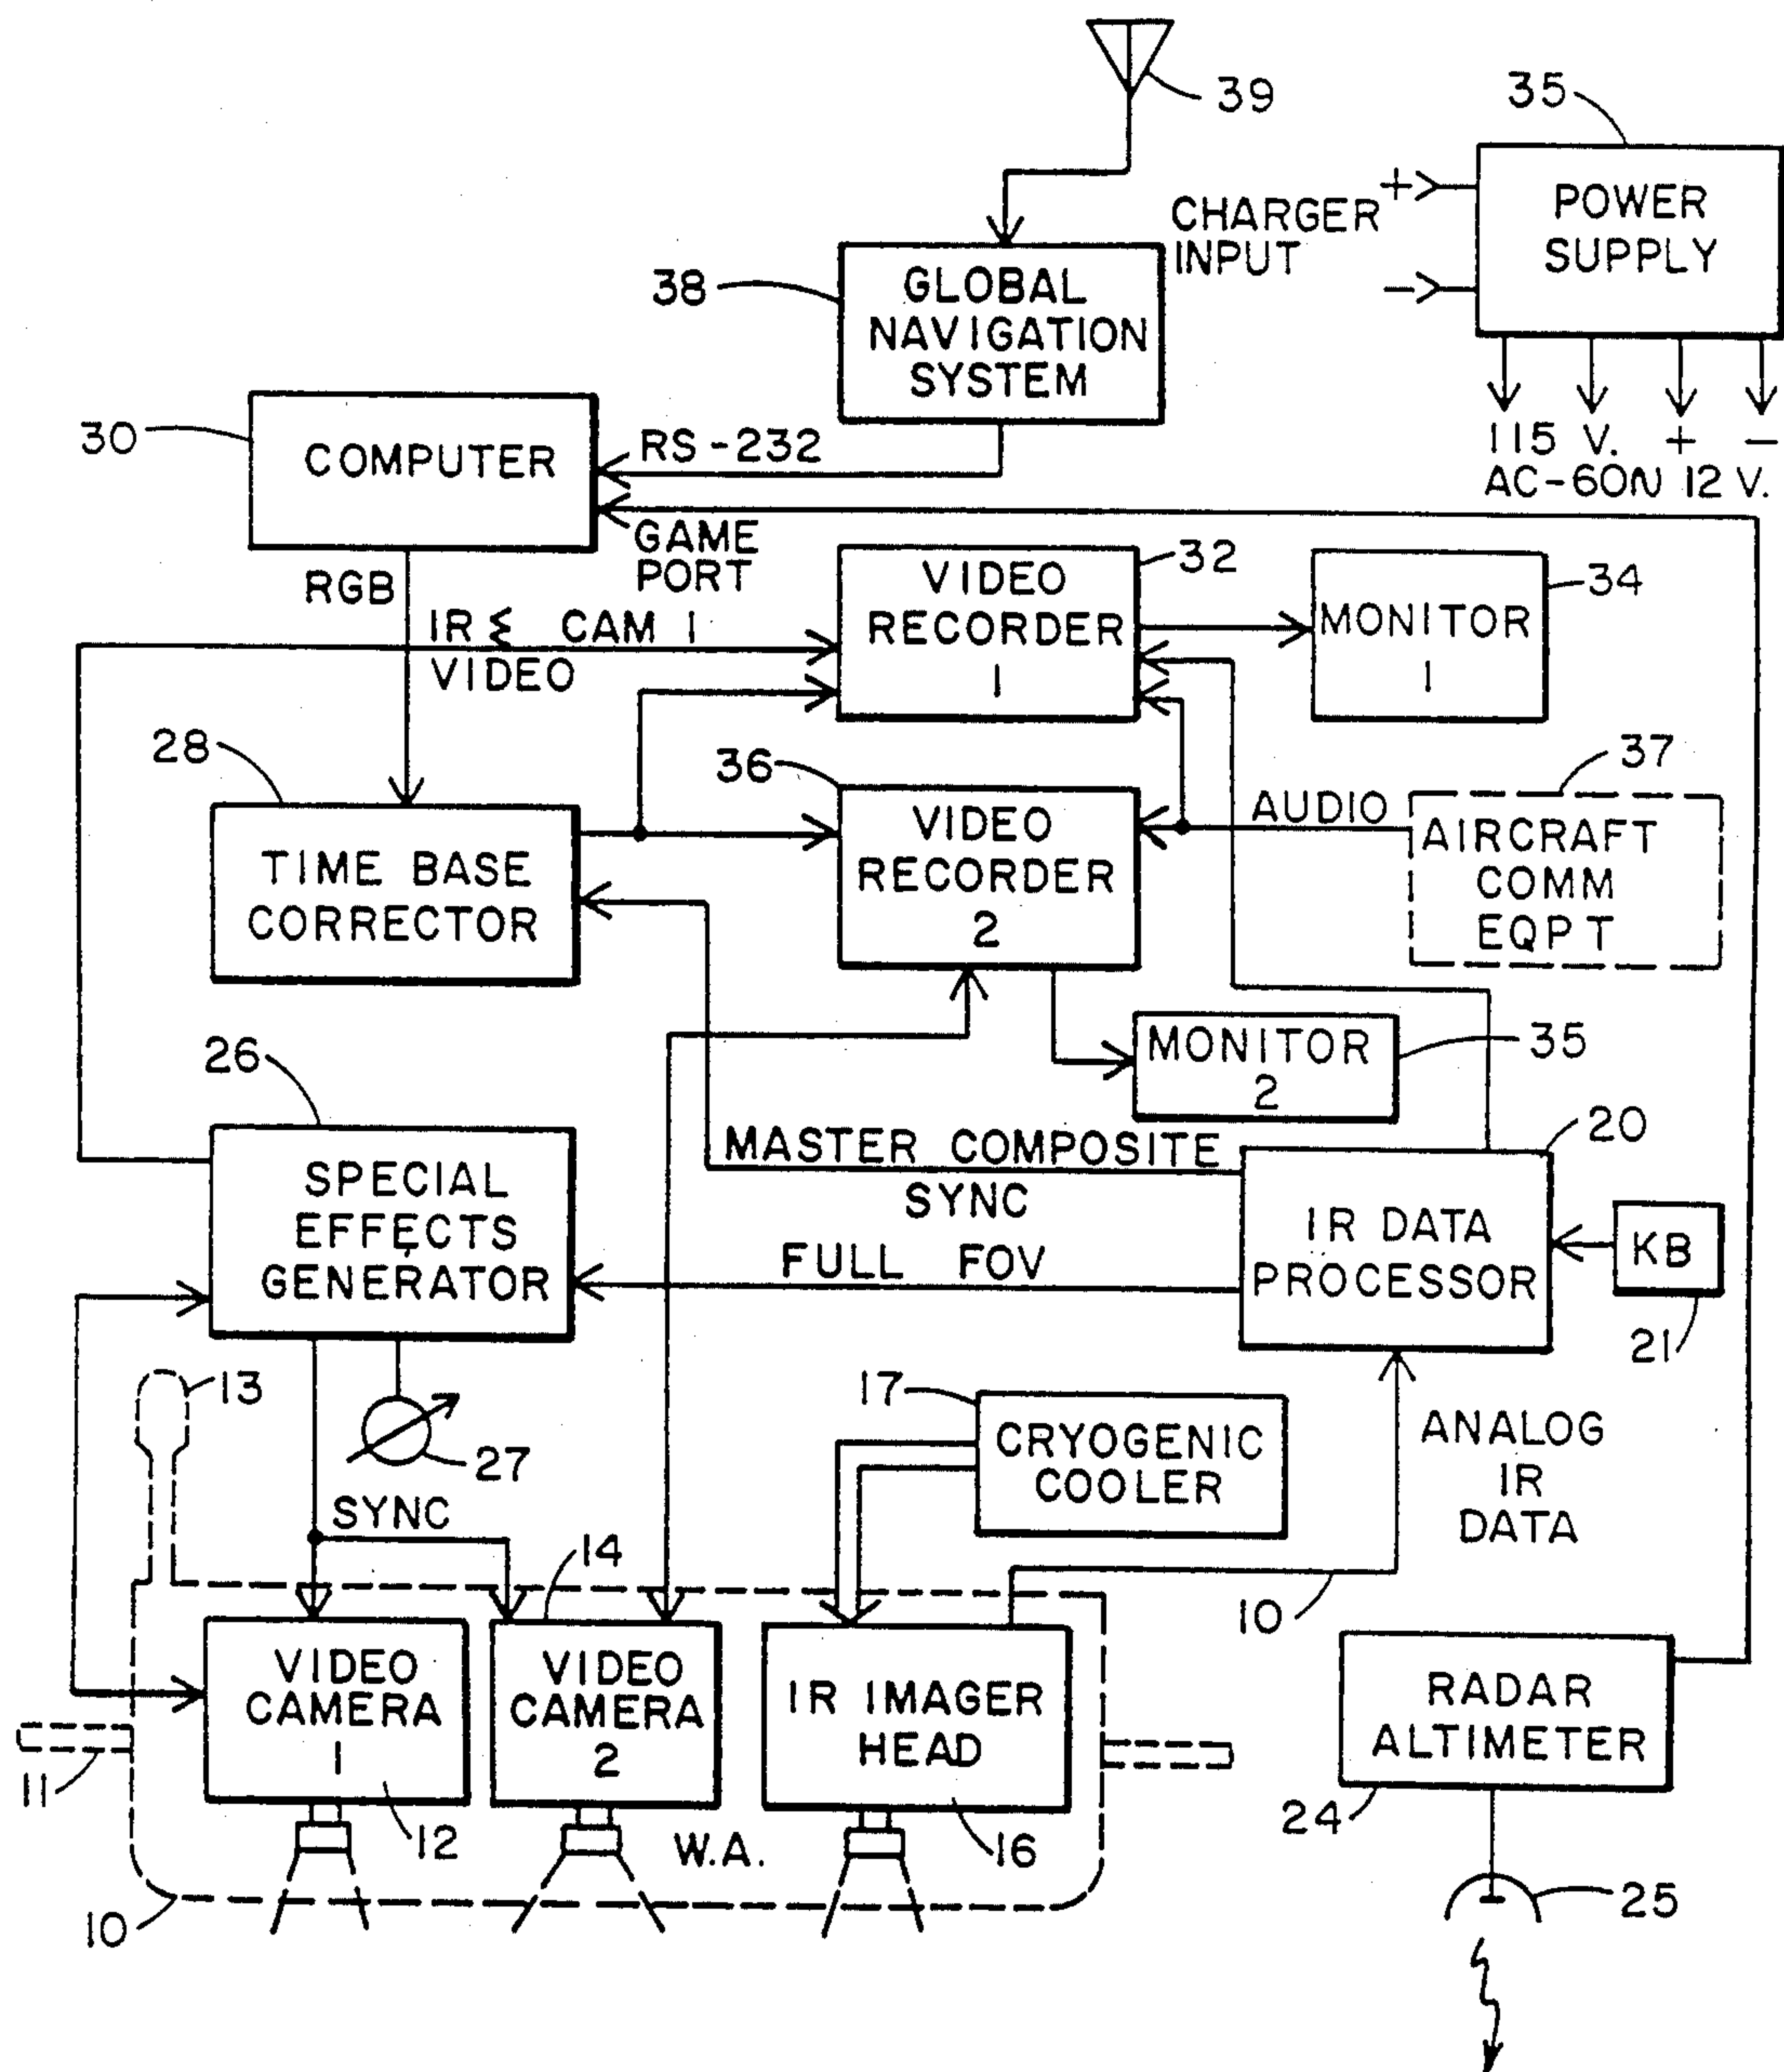 39
35
POWER
SUPPLY
CHARGER
INPUT
+
−
115 V. + −
AC-60~ 12 V.
38
GLOBAL
NAVIGATION
SYSTEM
30
COMPUTER
RS-232
GAME
PORT
RGB
IR & CAM 1
VIDEO
32
VIDEO
RECORDER
1
34
MONITOR
1
28
TIME BASE
CORRECTOR
36
VIDEO
RECORDER
2
AUDIO
37
AIRCRAFT
COMM
EQPT
MONITOR
2
35
26
SPECIAL
EFFECTS
GENERATOR
MASTER COMPOSITE
SYNC
FULL FOV
20
IR DATA
PROCESSOR
KB
21
13
27
SYNC
17
CRYOGENIC
COOLER
ANALOG
IR
DATA
10
14
VIDEO
CAMERA
1
12
VIDEO
CAMERA
2
W.A.
IR IMAGER
HEAD
16
11
10
RADAR
ALTIMETER
24
25